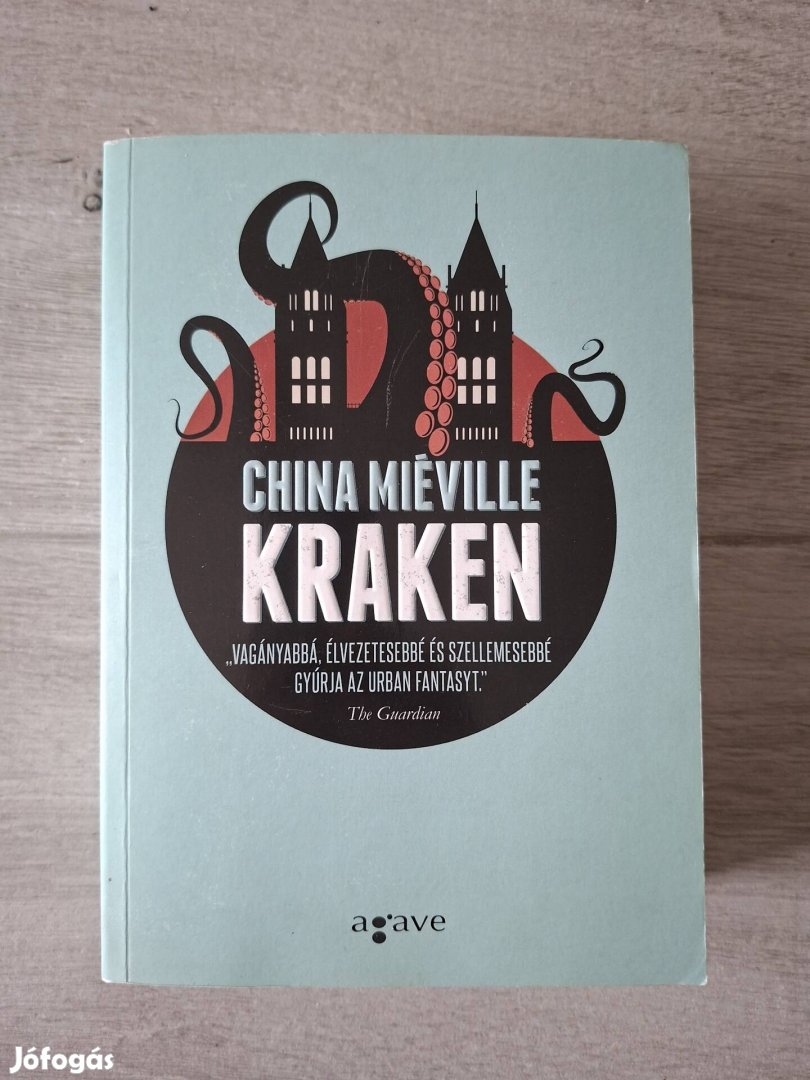 CHINA MIÉVILLE
KRAKEN
„VAGÁNYABBÁ, ÉLVEZETESEBBÉ ÉS SZELLEMESEBBÉ
GYÚRJA AZ URBAN FANTASYT."
The Guardian
agave
Jófogás